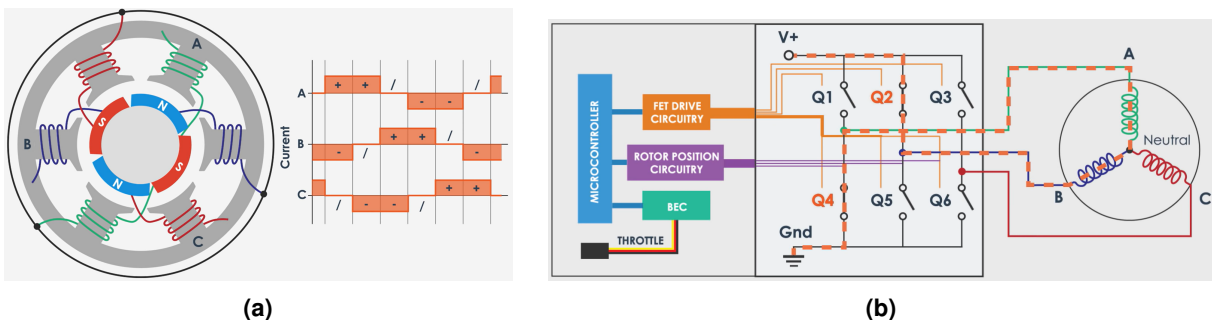 A
B
C
S
N
S
N
Current
A + + / - - /
B - / + + / -
C / - - / + +
(a)
V+
Q1 Q2 Q3
FET DRIVE
CIRCUITRY
MICROCONTROLLER
ROTOR POSITION
CIRCUITRY
BEC
THROTTLE
Q4 Q5 Q6
Gnd
A
Neutral
B
C
(b)